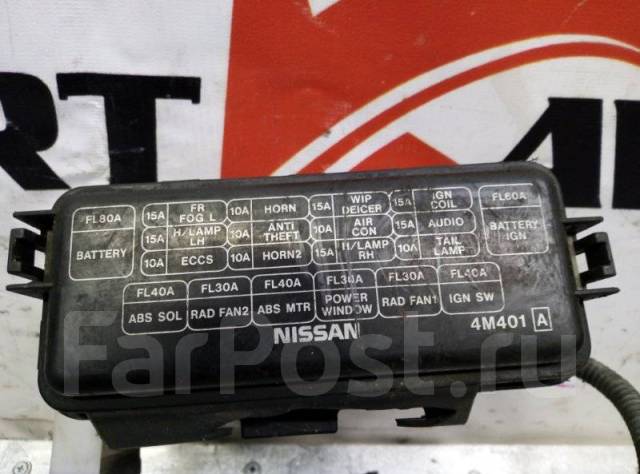 RT
AR
FL80A
BATTERY
15A FR FOG L 10A HORN 15A WIP DEICER 15A IGN COIL
15A H/LAMP LH 10A ANTI THEFT 10A AIR CON 15A AUDIO
10A ECCS 10A HORN2 15A H/LAMP RH 10A TAIL LAMP
FL60A
BATTERY IGN
FL40A FL30A FL40A FL30A FL30A FL40A
ABS SOL RAD FAN2 ABS MTR POWER WINDOW RAD FAN1 IGN SW
NISSAN
4M401 A
FarPost.ru